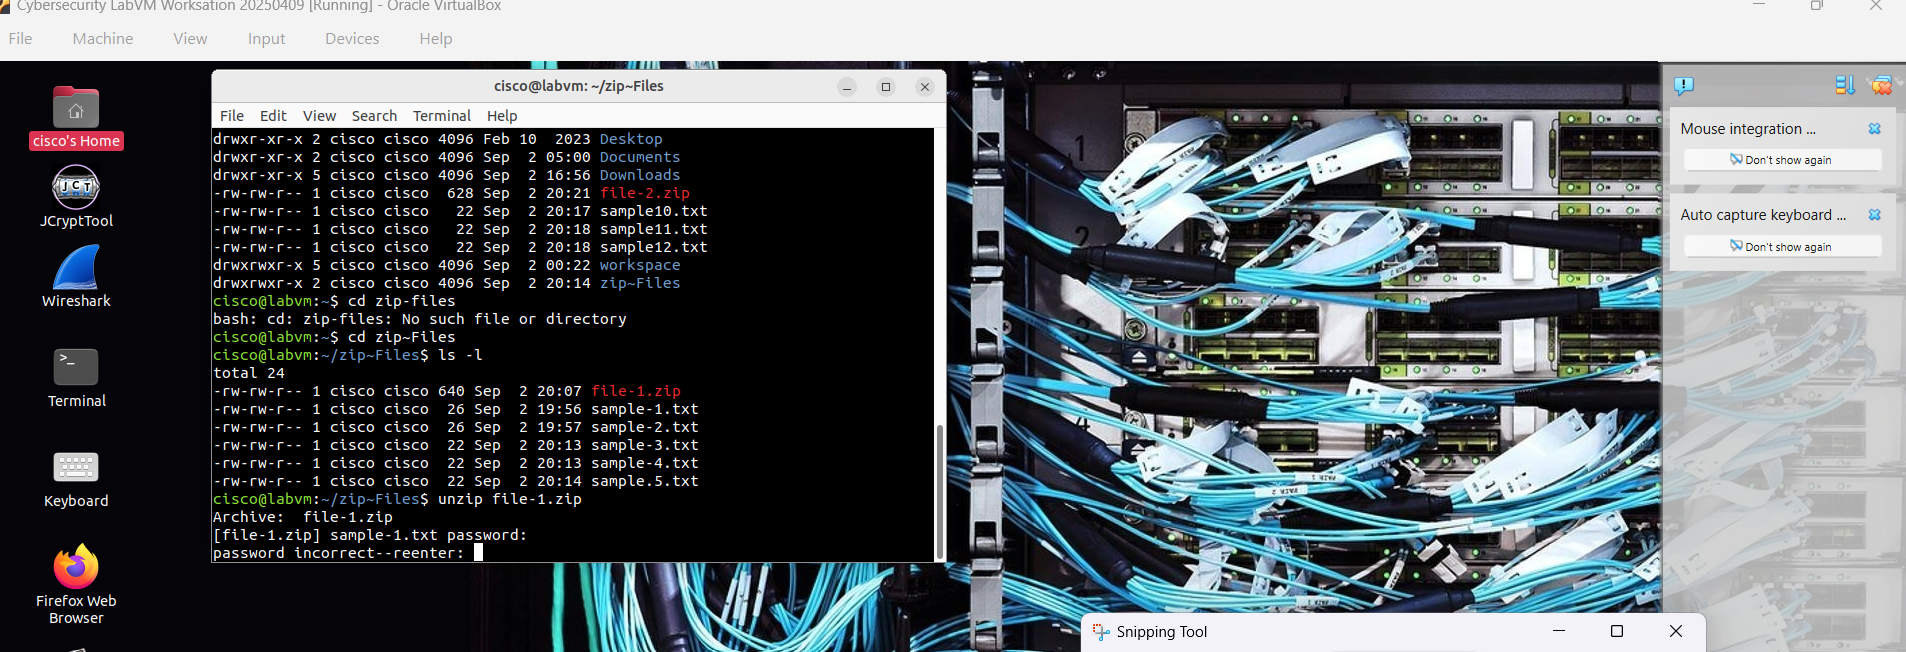 Cybersecurity LabVM Worksation 20250409 [Running] - Oracle VirtualBox
File Machine View Input Devices Help
cisco's Home
JCryptTool
Wireshark
Terminal
Keyboard
Firefox Web
Browser
cisco@labvm: ~/zip~Files
File Edit View Search Terminal Help
drwxr-xr-x 2 cisco cisco 4096 Feb 10  2023 Desktop
drwxr-xr-x 2 cisco cisco 4096 Sep  2 05:00 Documents
drwxr-xr-x 5 cisco cisco 4096 Sep  2 16:56 Downloads
-rw-rw-r-- 1 cisco cisco  628 Sep  2 20:21 file-2.zip
-rw-rw-r-- 1 cisco cisco   22 Sep  2 20:17 sample10.txt
-rw-rw-r-- 1 cisco cisco   22 Sep  2 20:18 sample11.txt
-rw-rw-r-- 1 cisco cisco   22 Sep  2 20:18 sample12.txt
drwxrwxr-x 5 cisco cisco 4096 Sep  2 00:22 workspace
drwxrwxr-x 2 cisco cisco 4096 Sep  2 20:14 zip~Files
cisco@labvm:~$ cd zip-files
bash: cd: zip-files: No such file or directory
cisco@labvm:~$ cd zip~Files
cisco@labvm:~/zip~Files$ ls -l
total 24
-rw-rw-r-- 1 cisco cisco 640 Sep  2 20:07 file-1.zip
-rw-rw-r-- 1 cisco cisco  26 Sep  2 19:56 sample-1.txt
-rw-rw-r-- 1 cisco cisco  26 Sep  2 19:57 sample-2.txt
-rw-rw-r-- 1 cisco cisco  22 Sep  2 20:13 sample-3.txt
-rw-rw-r-- 1 cisco cisco  22 Sep  2 20:13 sample-4.txt
-rw-rw-r-- 1 cisco cisco  22 Sep  2 20:14 sample.5.txt
cisco@labvm:~/zip~Files$ unzip file-1.zip
Archive:  file-1.zip
[file-1.zip] sample-1.txt password:
password incorrect--reenter:
Mouse integration ...
Don't show again
Auto capture keyboard ...
Don't show again
1
2
3
4
PAIR 2
PAIR 1
Snipping Tool